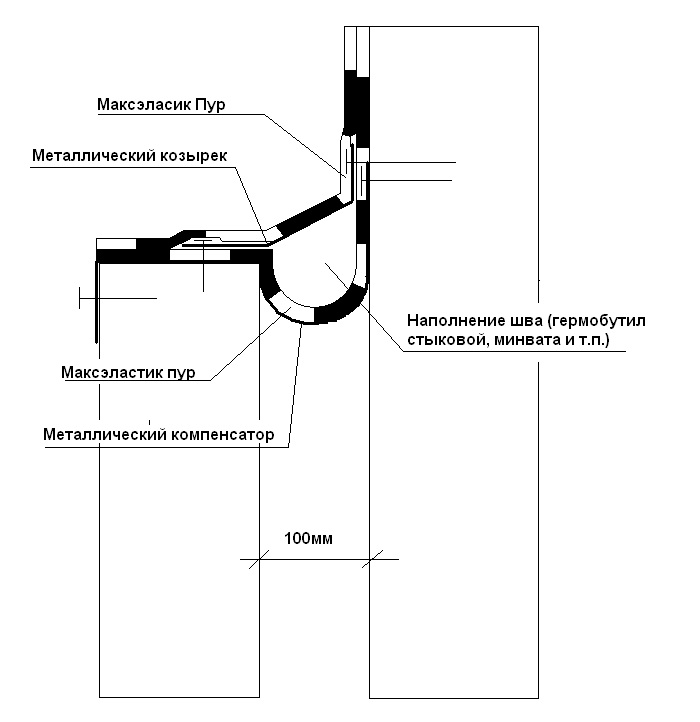 Максэласик Пур
Металлический козырек
Наполнение шва (гермобутил
стыковой, минвата и т.п.)
Максэластик пур
Металлический компенсатор
100мм